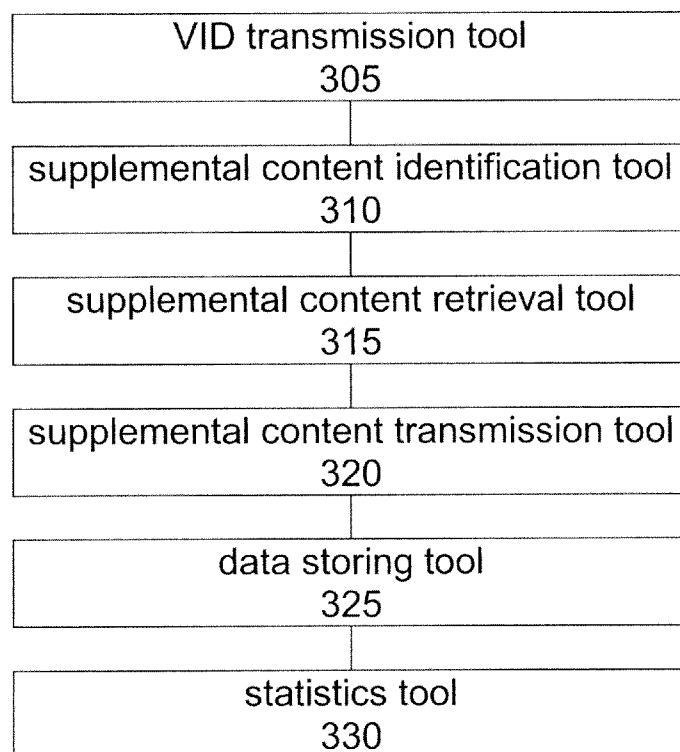 VID transmission tool
305
supplemental content identification tool
310
supplemental content retrieval tool
315
supplemental content transmission tool
320
data storing tool
325
statistics tool
330